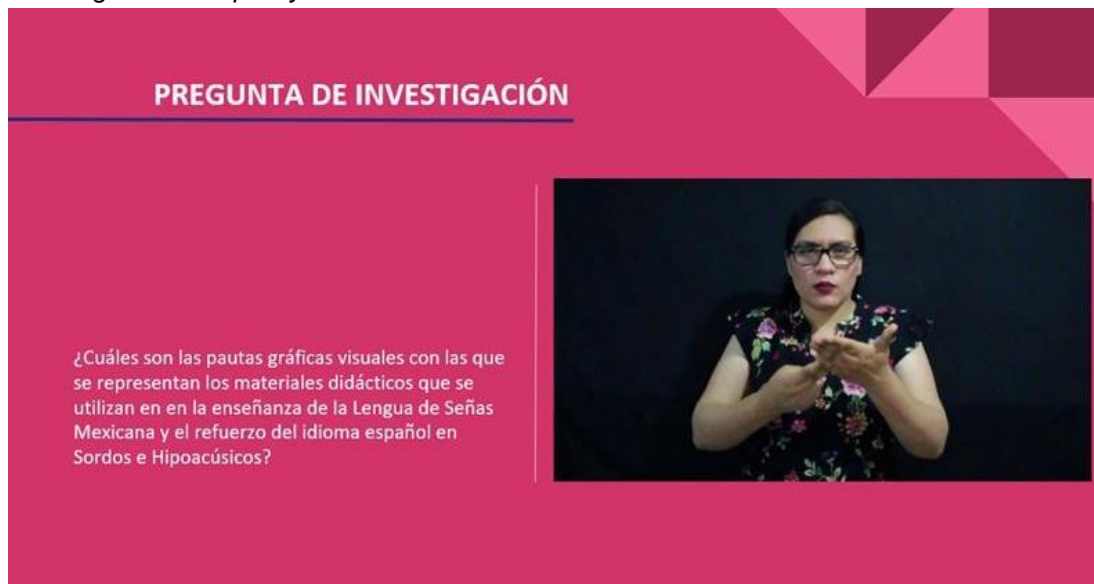 PREGUNTA DE INVESTIGACIÓN
¿Cuáles son las pautas gráficas visuales con las que
se representan los materiales didácticos que se
utilizan en en la enseñanza de la Lengua de Señas
Mexicana y el refuerzo del idioma español en
Sordos e Hipoacúsicos?